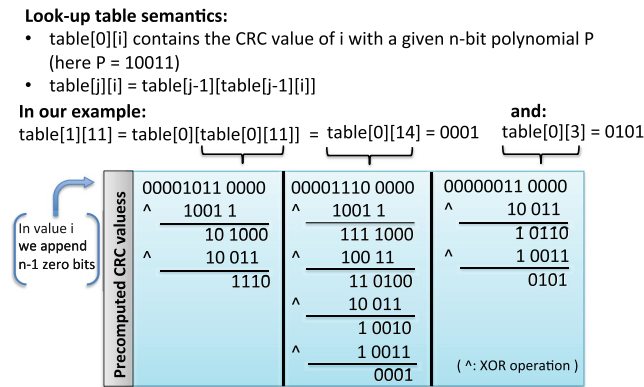 Look-up table semantics:
• table[0][i] contains the CRC value of i with a given n-bit polynomial P
(here P = 10011)
• table[j][i] = table[j-1][table[j-1][i]]
In our example:
and:
table[1][11] = table[0][table[0][11]] = table[0][14] = 0001
table[0][3] = 0101
In value i
we append
n-1 zero bits
Precomputed CRC valuess
00001011 0000
^ 1001 1
10 1000
^ 10 011
1110
00001110 0000
^ 1001 1
111 1000
^ 100 11
11 0100
^ 10 011
1 0010
^ 1 0011
0001
00000011 0000
^ 10 011
1 0110
^ 1 0011
0101
( ^: XOR operation )